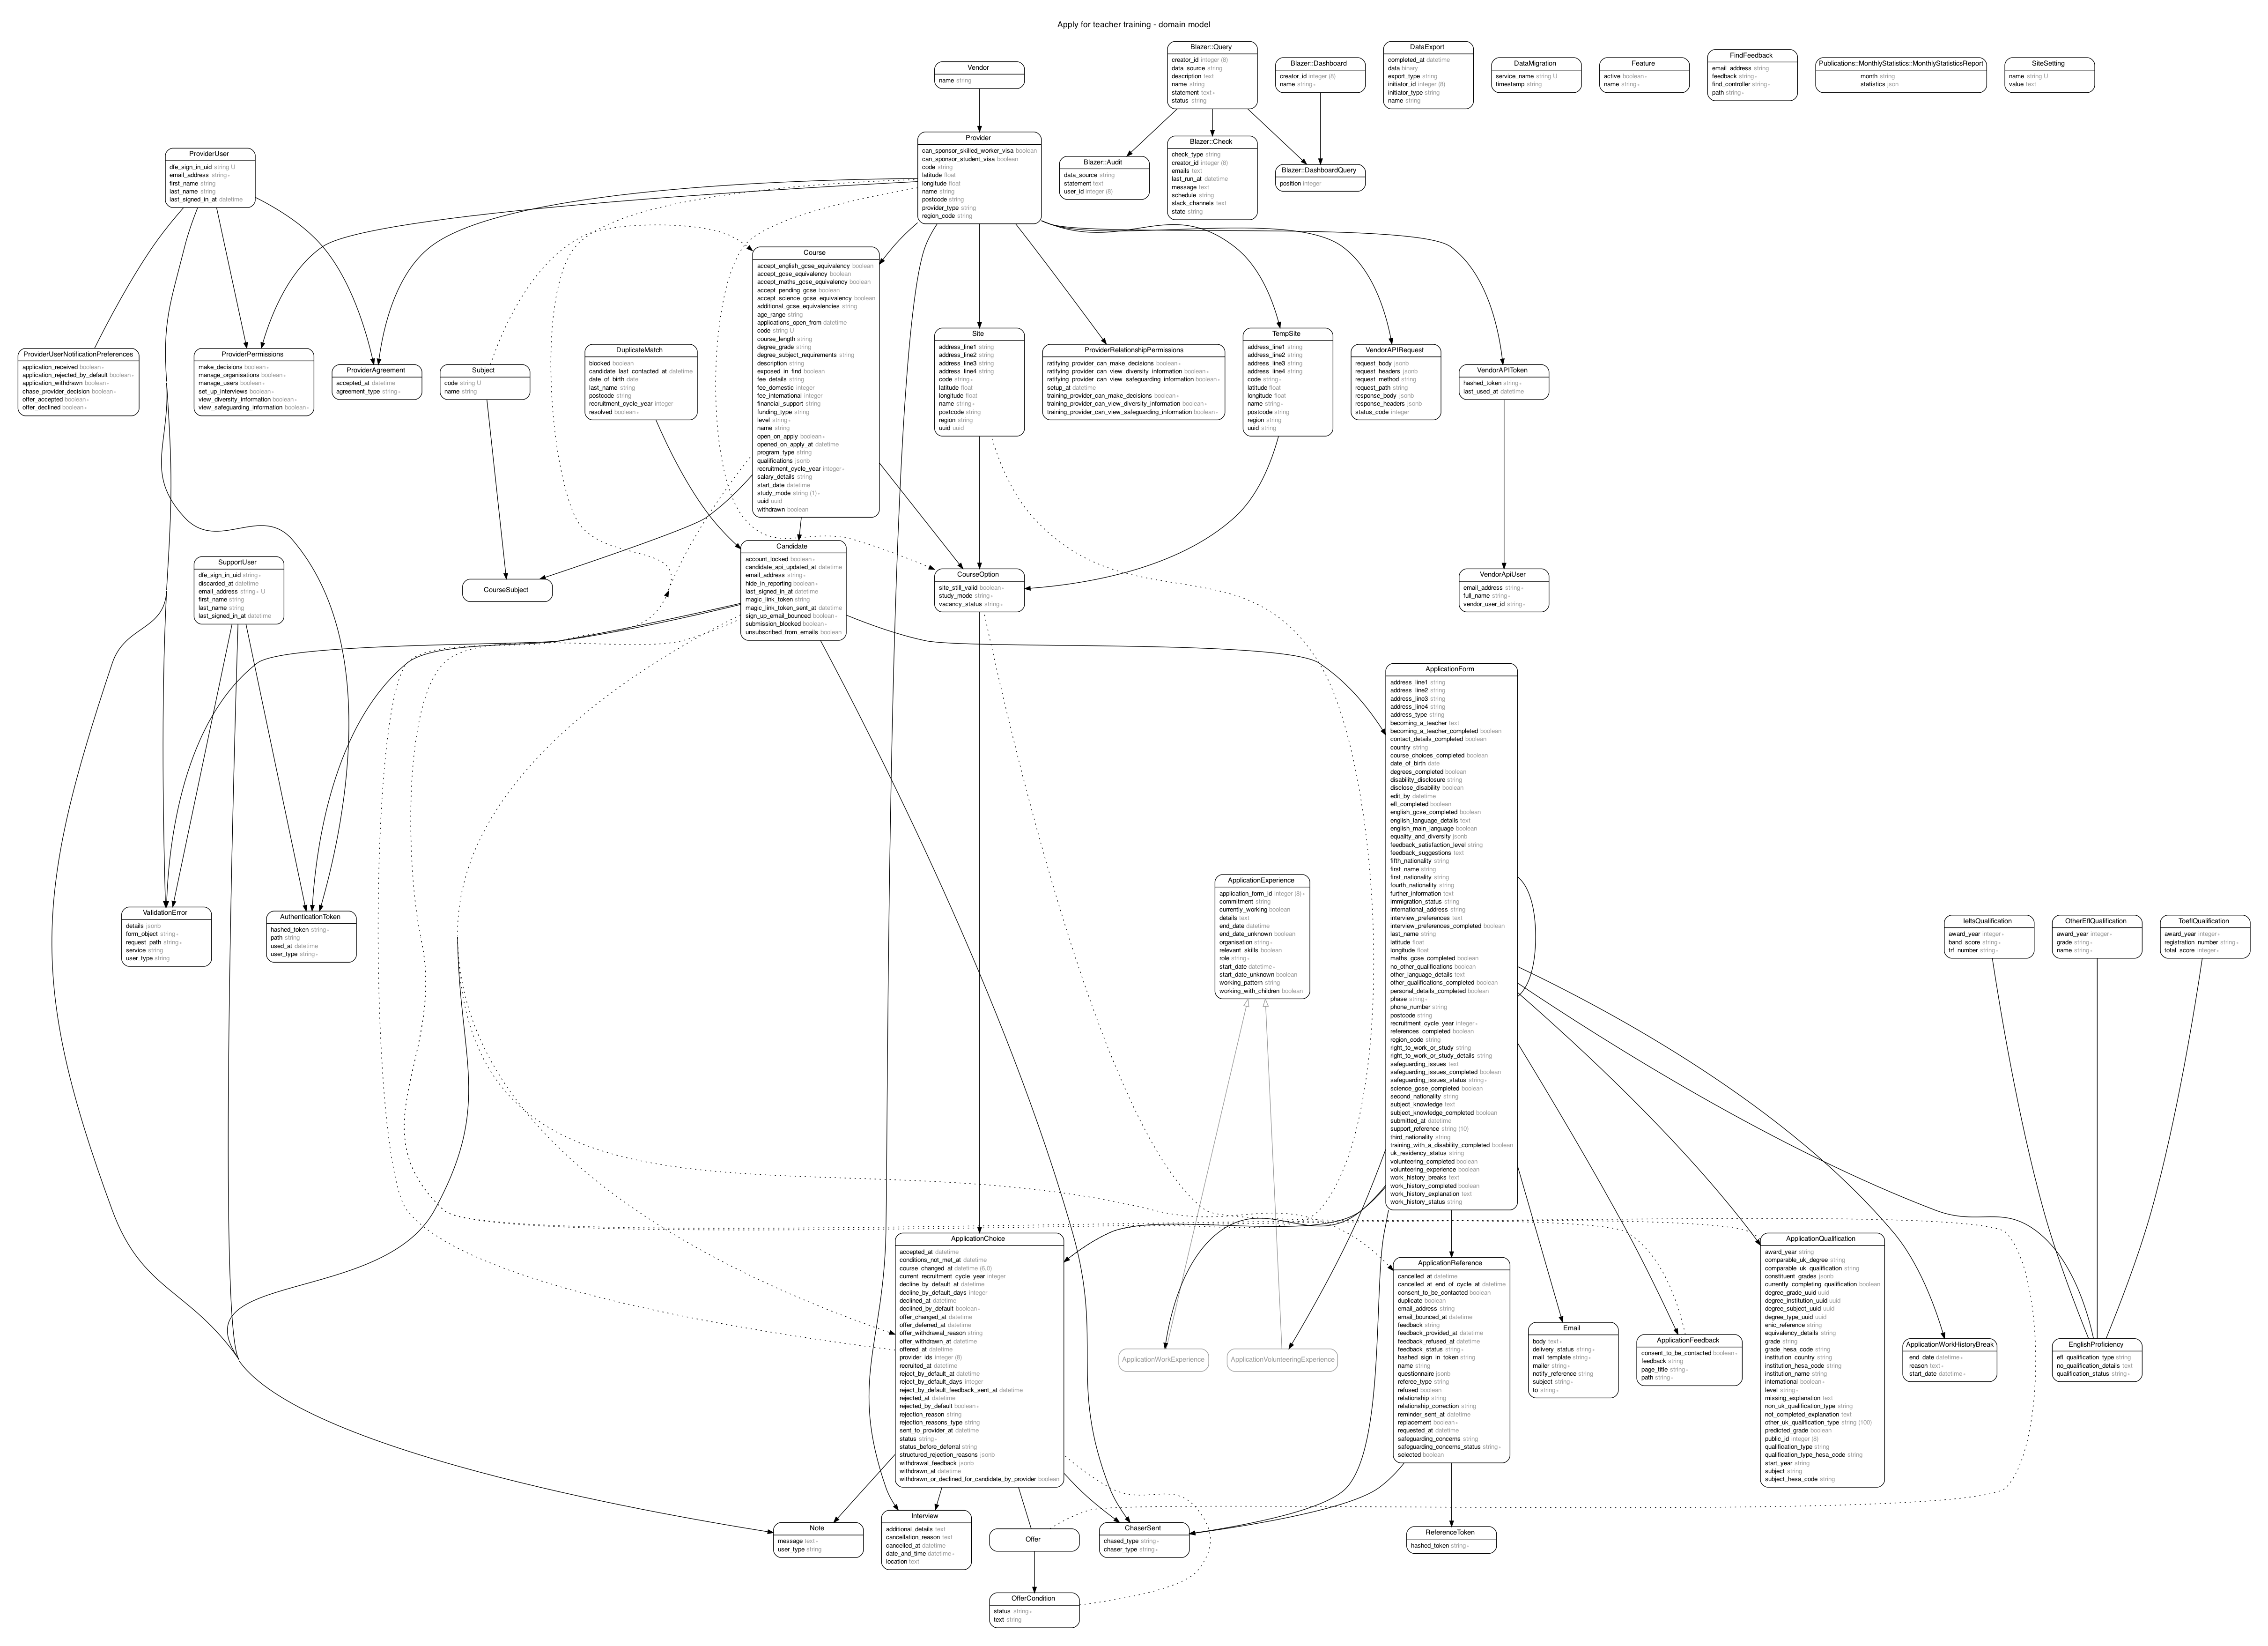 Apply for teacher training - domain model
Vendor
name string
Blazer::Query
creator_id integer (8)
data_source string
description text
name string
statement text ∗
status string
Blazer::Dashboard
creator_id integer (8)
name string ∗
DataExport
completed_at datetime
data binary
export_type string
initiator_id integer (8)
initiator_type string
name string
DataMigration
service_name string U
timestamp string
Feature
active boolean ∗
name string ∗
FindFeedback
email_address string
feedback string ∗
find_controller string ∗
path string ∗
Publications::MonthlyStatistics::MonthlyStatisticsReport
month string
statistics json
SiteSetting
name string U
value text
ProviderUser
dfe_sign_in_uid string U
email_address string ∗
first_name string
last_name string
last_signed_in_at datetime
Provider
can_sponsor_skilled_worker_visa boolean
can_sponsor_student_visa boolean
code string
latitude float
longitude float
name string
postcode string
provider_type string
region_code string
Blazer::Audit
data_source string
statement text
user_id integer (8)
Blazer::Check
check_type string
creator_id integer (8)
emails text
last_run_at datetime
message text
schedule string
slack_channels text
state string
Blazer::DashboardQuery
position integer
Course
accept_english_gcse_equivalency boolean
accept_gcse_equivalency boolean
accept_maths_gcse_equivalency boolean
accept_pending_gcse boolean
accept_science_gcse_equivalency boolean
additional_gcse_equivalencies string
age_range string
applications_open_from datetime
code string U
course_length string
degree_grade string
degree_subject_requirements string
description string
exposed_in_find boolean
fee_details string
fee_domestic integer
fee_international integer
financial_support string
funding_type string
level string ∗
name string
open_on_apply boolean ∗
opened_on_apply_at datetime
program_type string
qualifications jsonb
recruitment_cycle_year integer ∗
salary_details string
start_date datetime
study_mode string (1) ∗
uuid uuid
withdrawn boolean
ProviderUserNotificationPreferences
application_received boolean ∗
application_rejected_by_default boolean ∗
application_withdrawn boolean ∗
chase_provider_decision boolean ∗
offer_accepted boolean ∗
offer_declined boolean ∗
ProviderPermissions
make_decisions boolean ∗
manage_organisations boolean ∗
manage_users boolean ∗
set_up_interviews boolean ∗
view_diversity_information boolean ∗
view_safeguarding_information boolean ∗
ProviderAgreement
accepted_at datetime
agreement_type string ∗
Subject
code string U
name string
DuplicateMatch
blocked boolean
candidate_last_contacted_at datetime
date_of_birth date
last_name string
postcode string
recruitment_cycle_year integer
resolved boolean ∗
Site
address_line1 string
address_line2 string
address_line3 string
address_line4 string
code string ∗
latitude float
longitude float
name string ∗
postcode string
region string
uuid uuid
ProviderRelationshipPermissions
ratifying_provider_can_make_decisions boolean ∗
ratifying_provider_can_view_diversity_information boolean ∗
ratifying_provider_can_view_safeguarding_information boolean ∗
setup_at datetime
training_provider_can_make_decisions boolean ∗
training_provider_can_view_diversity_information boolean ∗
training_provider_can_view_safeguarding_information boolean ∗
TempSite
address_line1 string
address_line2 string
address_line3 string
address_line4 string
code string ∗
latitude float
longitude float
name string ∗
postcode string
region string
uuid string
VendorAPIRequest
request_body jsonb
request_headers jsonb
request_method string
request_path string
response_body jsonb
response_headers jsonb
status_code integer
VendorAPIToken
hashed_token string ∗
last_used_at datetime
SupportUser
dfe_sign_in_uid string ∗
discarded_at datetime
email_address string ∗ U
first_name string
last_name string
last_signed_in_at datetime
CourseSubject
Candidate
account_locked boolean ∗
candidate_api_updated_at datetime
email_address string ∗
hide_in_reporting boolean ∗
last_signed_in_at datetime
magic_link_token string
magic_link_token_sent_at datetime
sign_up_email_bounced boolean ∗
submission_blocked boolean ∗
unsubscribed_from_emails boolean
CourseOption
site_still_valid boolean ∗
study_mode string ∗
vacancy_status string ∗
VendorApiUser
email_address string ∗
full_name string ∗
vendor_user_id string ∗
ApplicationForm
address_line1 string
address_line2 string
address_line3 string
address_line4 string
address_type string
becoming_a_teacher text
becoming_a_teacher_completed boolean
contact_details_completed boolean
country string
course_choices_completed boolean
date_of_birth date
degrees_completed boolean
disability_disclosure string
disclose_disability boolean
edit_by datetime
efl_completed boolean
english_gcse_completed boolean
english_language_details text
english_main_language boolean
equality_and_diversity jsonb
feedback_satisfaction_level string
feedback_suggestions text
fifth_nationality string
first_name string
first_nationality string
fourth_nationality string
further_information text
immigration_status string
international_address string
interview_preferences text
interview_preferences_completed boolean
last_name string
latitude float
longitude float
maths_gcse_completed boolean
no_other_qualifications boolean
other_language_details text
other_qualifications_completed boolean
personal_details_completed boolean
phase string ∗
phone_number string
postcode string
recruitment_cycle_year integer ∗
references_completed boolean
region_code string
right_to_work_or_study string
right_to_work_or_study_details string
safeguarding_issues text
safeguarding_issues_completed boolean
safeguarding_issues_status string ∗
science_gcse_completed boolean
second_nationality string
subject_knowledge text
subject_knowledge_completed boolean
submitted_at datetime
support_reference string (10)
third_nationality string
training_with_a_disability_completed boolean
uk_residency_status string
volunteering_completed boolean
volunteering_experience boolean
work_history_breaks text
work_history_completed boolean
work_history_explanation text
work_history_status string
ValidationError
details jsonb
form_object string ∗
request_path string ∗
service string
user_type string
AuthenticationToken
hashed_token string ∗
path string
used_at datetime
user_type string ∗
ApplicationExperience
application_form_id integer (8) ∗
commitment string
currently_working boolean
details text
end_date datetime
end_date_unknown boolean
organisation string ∗
relevant_skills boolean
role string ∗
start_date datetime ∗
start_date_unknown boolean
working_pattern string
working_with_children boolean
IeltsQualification
award_year integer ∗
band_score string ∗
trf_number string ∗
OtherEflQualification
award_year integer ∗
grade string ∗
name string ∗
ToeflQualification
award_year integer ∗
registration_number string ∗
total_score integer ∗
ApplicationChoice
accepted_at datetime
conditions_not_met_at datetime
course_changed_at datetime (6,0)
current_recruitment_cycle_year integer
decline_by_default_at datetime
decline_by_default_days integer
declined_at datetime
declined_by_default boolean ∗
offer_changed_at datetime
offer_deferred_at datetime
offer_withdrawal_reason string
offer_withdrawn_at datetime
offered_at datetime
provider_ids integer (8)
recruited_at datetime
reject_by_default_at datetime
reject_by_default_days integer
reject_by_default_feedback_sent_at datetime
rejected_at datetime
rejected_by_default boolean ∗
rejection_reason string
rejection_reasons_type string
sent_to_provider_at datetime
status string ∗
status_before_deferral string
structured_rejection_reasons jsonb
withdrawal_feedback jsonb
withdrawn_at datetime
withdrawn_or_declined_for_candidate_by_provider boolean
ApplicationWorkExperience
ApplicationVolunteeringExperience
ApplicationReference
cancelled_at datetime
cancelled_at_end_of_cycle_at datetime
consent_to_be_contacted boolean
duplicate boolean
email_address string
email_bounced_at datetime
feedback string
feedback_provided_at datetime
feedback_refused_at datetime
feedback_status string ∗
hashed_sign_in_token string
name string
questionnaire jsonb
referee_type string
refused boolean
relationship string
relationship_correction string
reminder_sent_at datetime
replacement boolean ∗
requested_at datetime
safeguarding_concerns string
safeguarding_concerns_status string ∗
selected boolean
Email
body text ∗
delivery_status string ∗
mail_template string ∗
mailer string ∗
notify_reference string
subject string ∗
to string ∗
ApplicationFeedback
consent_to_be_contacted boolean ∗
feedback string
page_title string ∗
path string ∗
ApplicationQualification
award_year string
comparable_uk_degree string
comparable_uk_qualification string
constituent_grades jsonb
currently_completing_qualification boolean
degree_grade_uuid uuid
degree_institution_uuid uuid
degree_subject_uuid uuid
degree_type_uuid uuid
enic_reference string
equivalency_details string
grade string
grade_hesa_code string
institution_country string
institution_hesa_code string
institution_name string
international boolean ∗
level string ∗
missing_explanation text
non_uk_qualification_type string
not_completed_explanation text
other_uk_qualification_type string (100)
predicted_grade boolean
public_id integer (8)
qualification_type string
qualification_type_hesa_code string
start_year string
subject string
subject_hesa_code string
ApplicationWorkHistoryBreak
end_date datetime ∗
reason text ∗
start_date datetime ∗
EnglishProficiency
efl_qualification_type string
no_qualification_details text
qualification_status string ∗
Note
message text ∗
user_type string
Interview
additional_details text
cancellation_reason text
cancelled_at datetime
date_and_time datetime ∗
location text
Offer
ChaserSent
chased_type string ∗
chaser_type string ∗
ReferenceToken
hashed_token string ∗
OfferCondition
status string ∗
text string